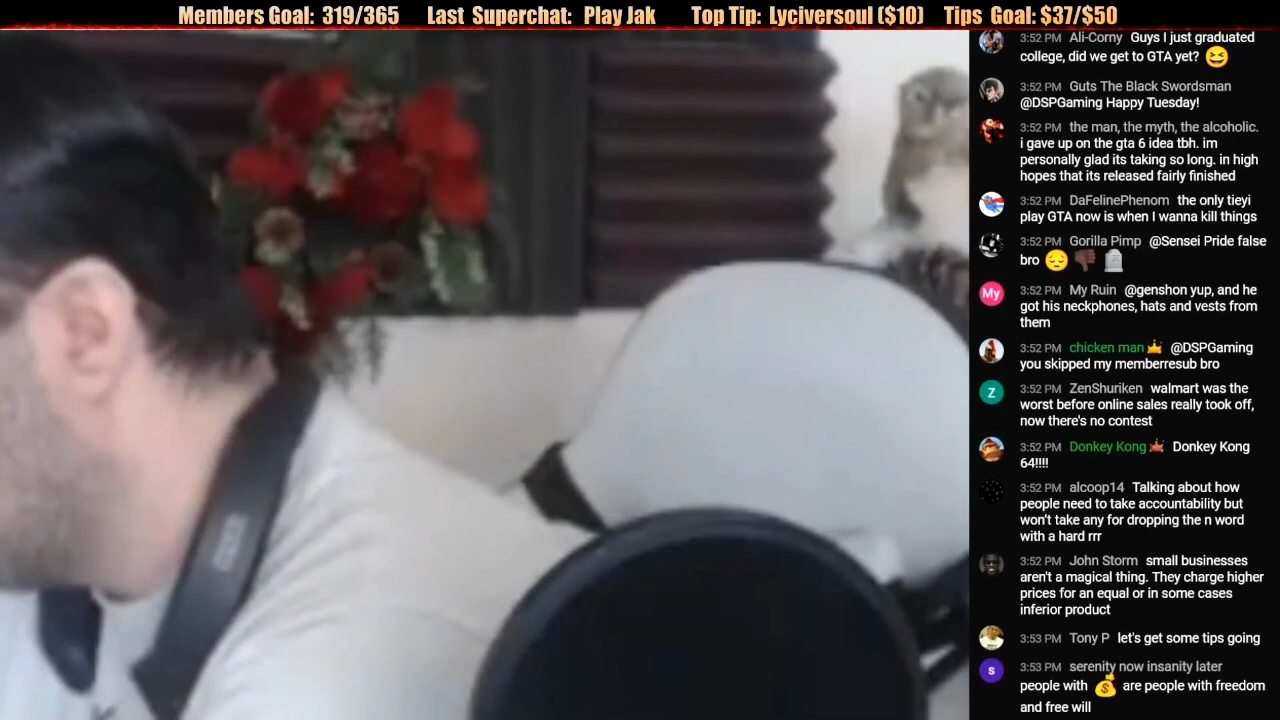 Members Goal: 319/365 Last Superchat: Play Jak Top Tip: Lyciversoul ($10) Tips Goal: $37/$50
3:52 PM Ali-Corny Guys I just graduated
college, did we get to GTA yet? 😆
3:52 PM Guts The Black Swordsman
@DSPGaming Happy Tuesday!
3:52 PM the man, the myth, the alcoholic.
i gave up on the gta 6 idea tbh. im
personally glad its taking so long. in high
hopes that its released fairly finished
3:52 PM DaFelinePhenom the only tieyi
play GTA now is when I wanna kill things
3:52 PM Gorilla Pimp @Sensei Pride false
bro 😔 👎🏿 🪦
My
3:52 PM My Ruin @genshon yup, and he
got his neckphones, hats and vests from
them
3:52 PM chicken man @DSPGaming
you skipped my memberresub bro
Z
3:52 PM ZenShuriken walmart was the
worst before online sales really took off,
now there's no contest
3:52 PM Donkey Kong Donkey Kong
64!!!!
3:52 PM alcoop14 Talking about how
people need to take accountability but
won't take any for dropping the n word
with a hard rrr
3:52 PM John Storm small businesses
aren't a magical thing. They charge higher
prices for an equal or in some cases
inferior product
3:53 PM Tony P let's get some tips going
s
3:53 PM serenity now insanity later
people with 💰 are people with freedom
and free will